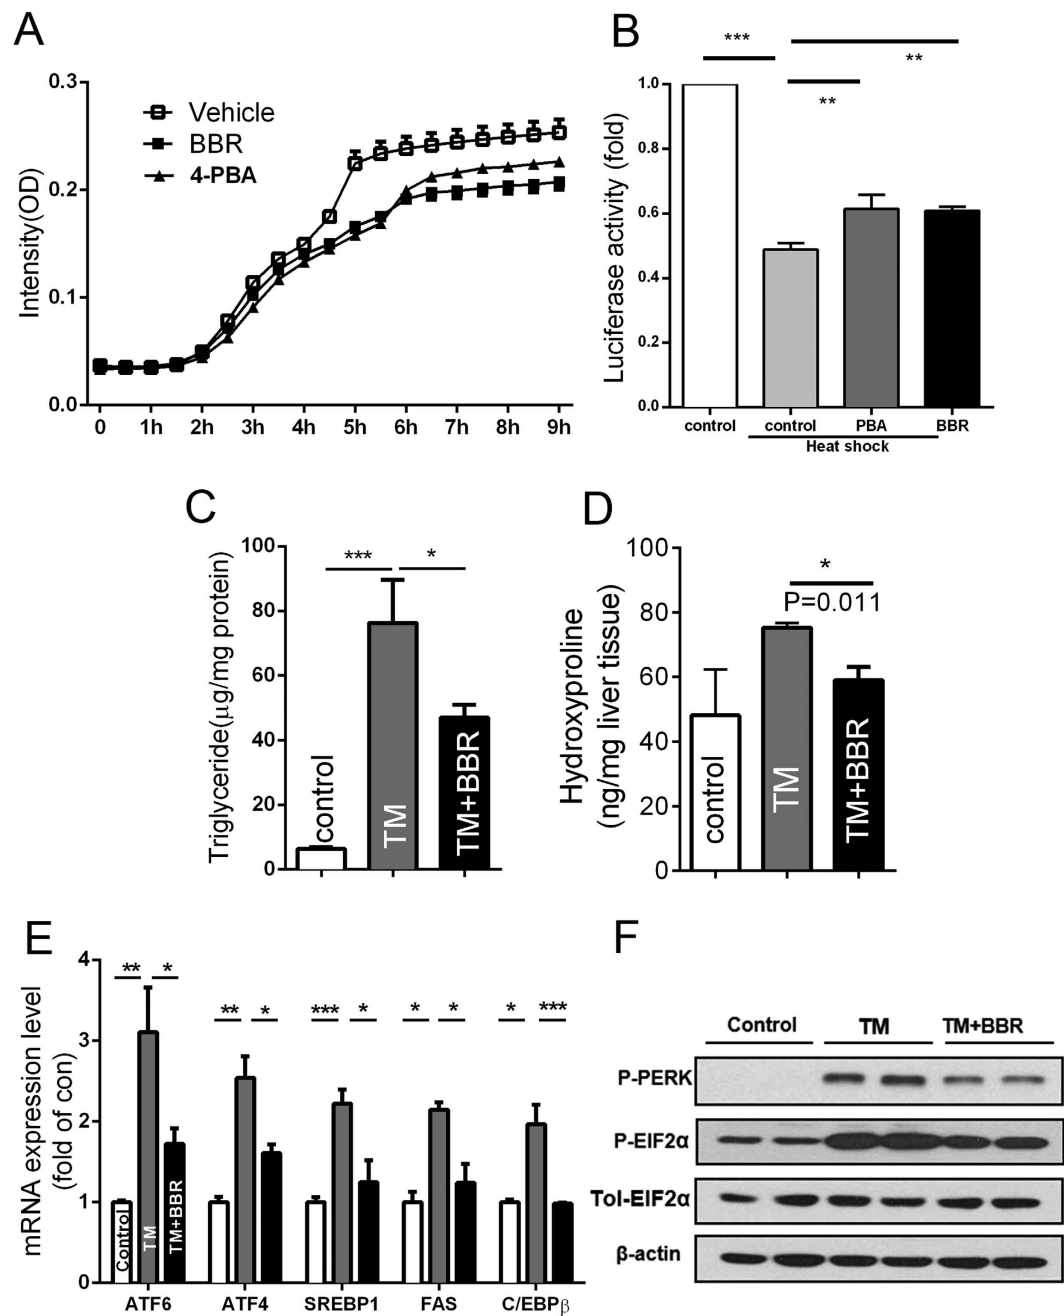 A
Intensity(OD)
0.3
0.2
0.1
0.0
Vehicle
BBR
4-PBA
0 1h 2h 3h 4h 5h 6h 7h 8h 9h
B
Luciferase activity (fold)
***
**
**
1.0
0.8
0.6
0.4
0.2
0.0
control control PBA BBR
Heat shock
C
Triglyceride(μg/mg protein)
100
80
60
40
20
0
*** *
control
TM
TM+BBR
D
Hydroxyproline
(ng/mg liver tissue)
100
80
60
40
20
0
*
P=0.011
control
TM
TM+BBR
E
mRNA expression level
(fold of con)
4
3
2
1
0
** *
** * *** * * * * ***
Control
TM
TM+BBR
ATF6 ATF4 SREBP1 FAS C/EBPβ
F
Control TM TM+BBR
P-PERK
P-EIF2α
Tol-EIF2α
β-actin